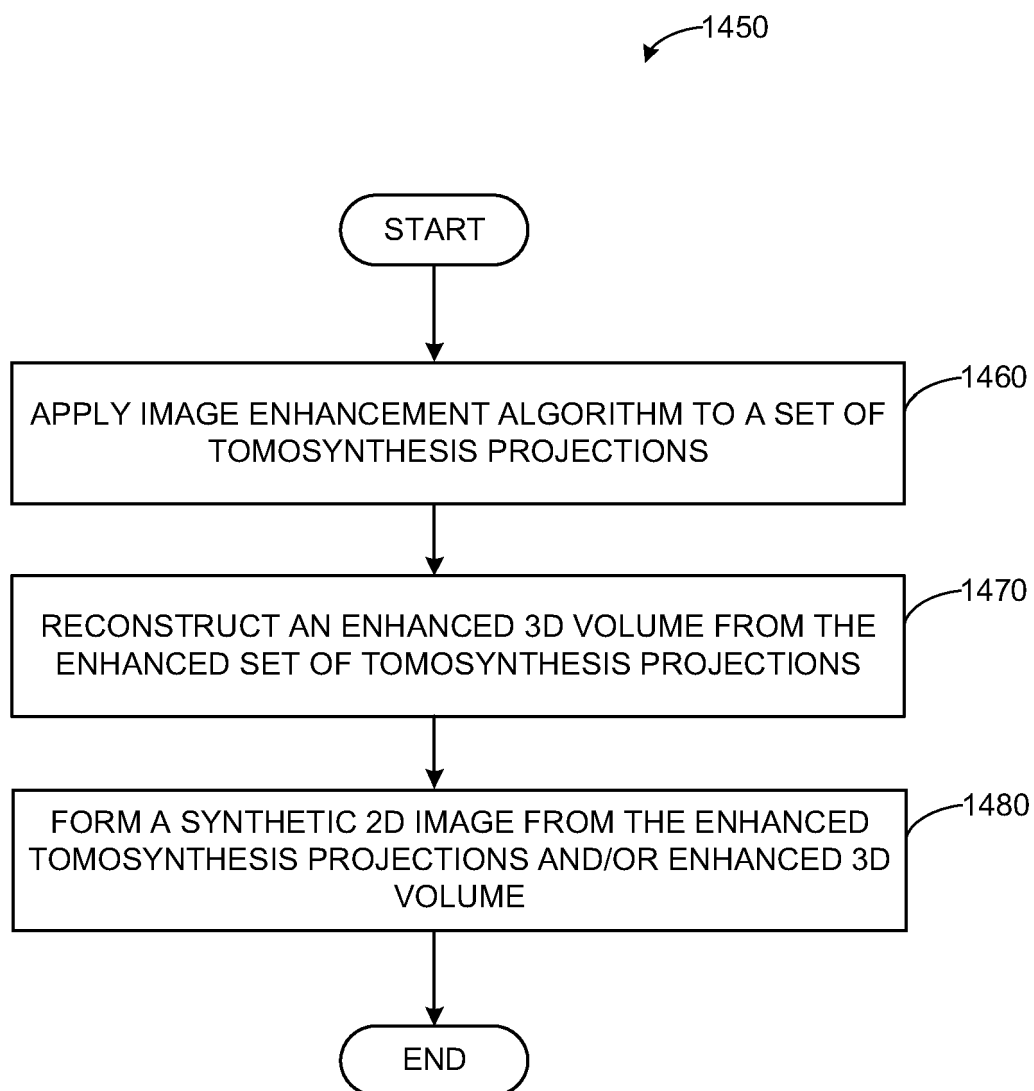 1450
START
1460
APPLY IMAGE ENHANCEMENT ALGORITHM TO A SET OF
TOMOSYNTHESIS PROJECTIONS
1470
RECONSTRUCT AN ENHANCED 3D VOLUME FROM THE
ENHANCED SET OF TOMOSYNTHESIS PROJECTIONS
1480
FORM A SYNTHETIC 2D IMAGE FROM THE ENHANCED
TOMOSYNTHESIS PROJECTIONS AND/OR ENHANCED 3D
VOLUME
END